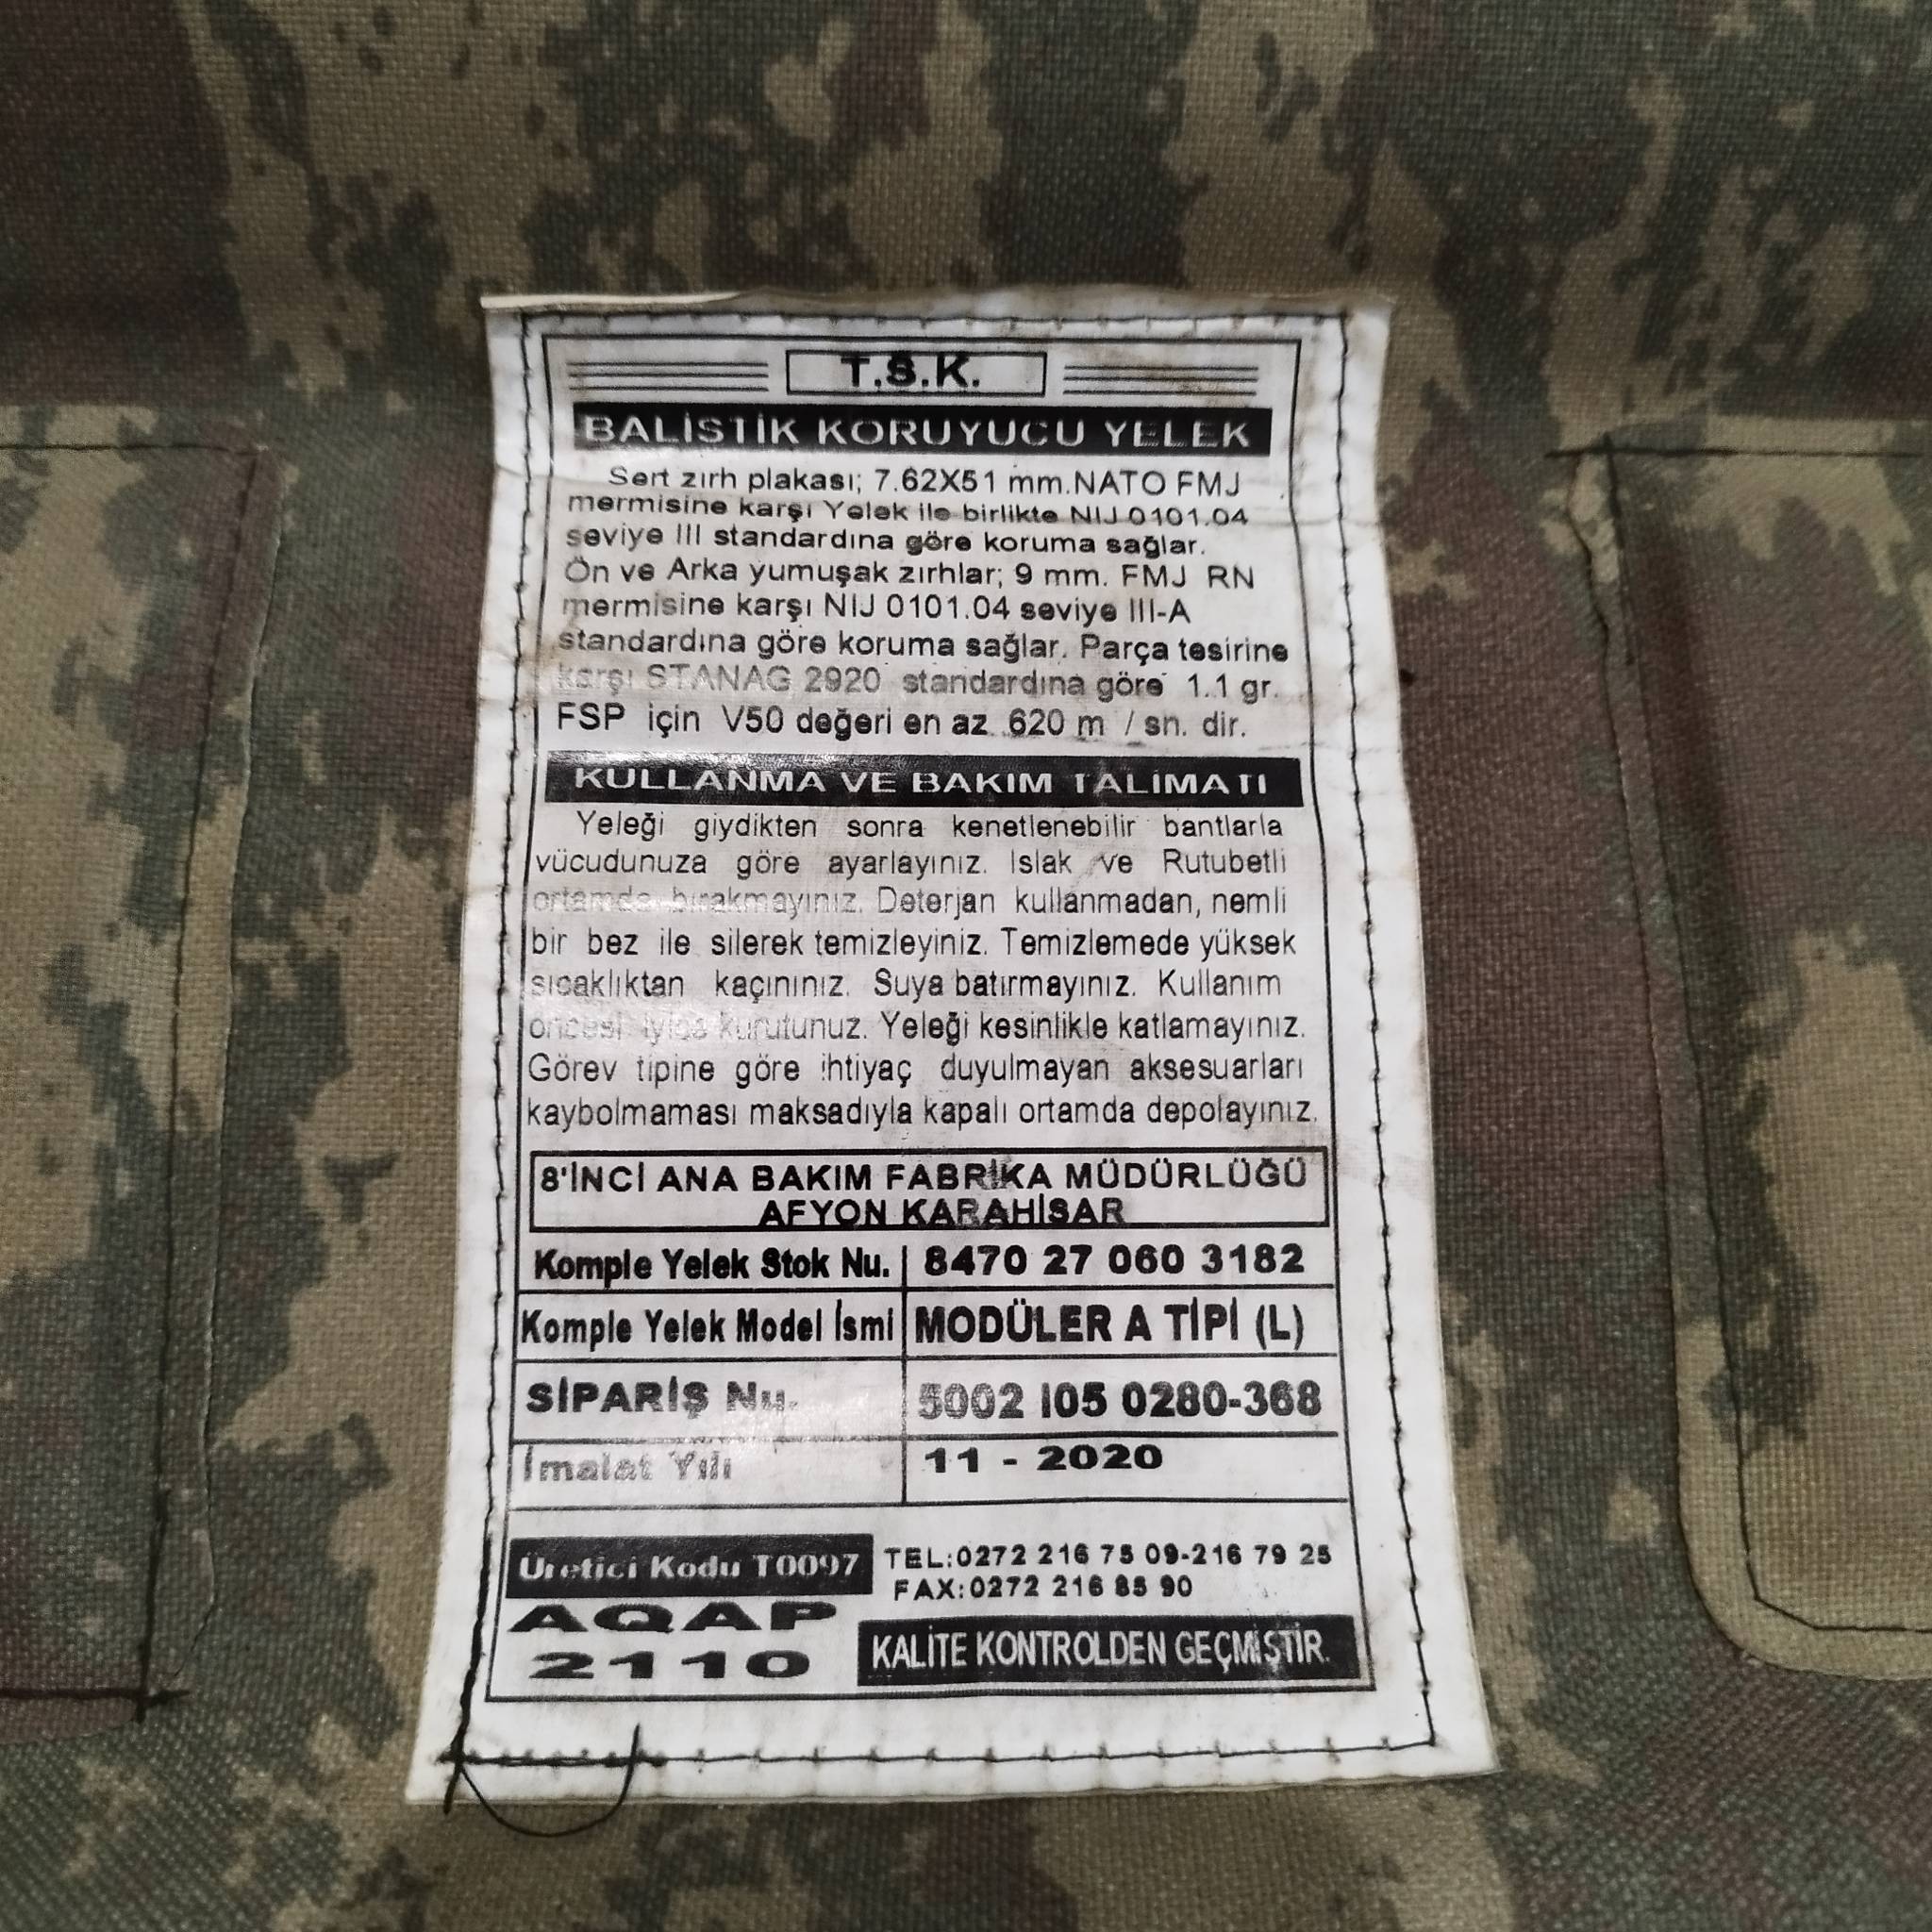 T.S.K.
BALİSTİK KORUYUCU YELEK
Sert zırh plakası; 7.62X51 mm.NATO FMJ
mermisine karşı Yelek ile birlikte NIJ 0101.04
seviye III standardına göre koruma sağlar.
Ön ve Arka yumuşak zırhlar; 9 mm. FMJ RN
mermisine karşı NIJ 0101.04 seviye III-A
standardına göre koruma sağlar. Parça tesirine
karşı STANAG 2920 standardına göre 1.1 gr.
FSP için V50 değeri en az 620 m / sn. dir.
KULLANMA VE BAKIM TALİMATI
Yeleği giydikten sonra kenetlenebilir bantlarla
vücudunuza göre ayarlayınız. Islak ve Rutubetli
ortamda bırakmayınız. Deterjan kullanmadan, nemli
bir bez ile silerek temizleyiniz. Temizlemede yüksek
sıcaklıktan kaçınınız. Suya batırmayınız. Kullanım
öncesi iyice kurutunuz. Yeleği kesinlikle katlamayınız.
Görev tipine göre ihtiyaç duyulmayan aksesuarları
kaybolmaması maksadıyla kapalı ortamda depolayınız.
8'İNCİ ANA BAKIM FABRİKA MÜDÜRLÜĞÜ
AFYON KARAHİSAR
Komple Yelek Stok Nu. 8470 27 060 3182
Komple Yelek Model İsmi MODÜLER A TİPİ (L)
SİPARİŞ Nu. 5002 I05 0280-368
İmalat Yılı 11 - 2020
Üretici Kodu T0097
TEL:0272 216 75 09-216 79 25
FAX:0272 216 85 90
AQAP
2110
KALİTE KONTROLDEN GEÇMİŞTİR.